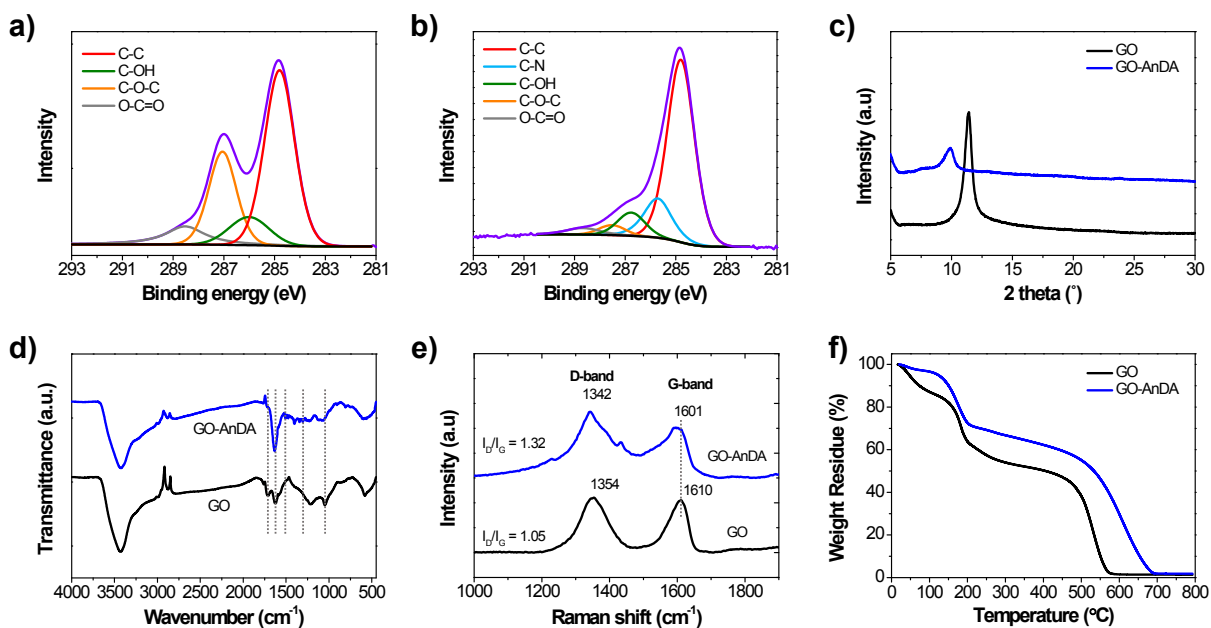 a)
C-C
C-OH
C-O-C
O-C=O
Intensity
293 291 289 287 285 283 281
Binding energy (eV)
b)
C-C
C-N
C-OH
C-O-C
O-C=O
Intensity
293 291 289 287 285 283 281
Binding energy (eV)
c)
GO
GO-AnDA
Intensity (a.u)
5 10 15 20 25 30
2 theta (°)
d)
GO-AnDA
GO
Transmittance (a.u.)
4000 3500 3000 2500 2000 1500 1000 500
Wavenumber (cm⁻¹)
e)
D-band G-band
1342 1601
I_D/I_G = 1.32
GO-AnDA
1354 1610
I_D/I_G = 1.05
GO
Intensity (a.u)
1000 1200 1400 1600 1800
Raman shift (cm⁻¹)
f)
GO
GO-AnDA
Weight Residue (%)
100
80
60
40
20
0
0 100 200 300 400 500 600 700 800
Temperature (°C)